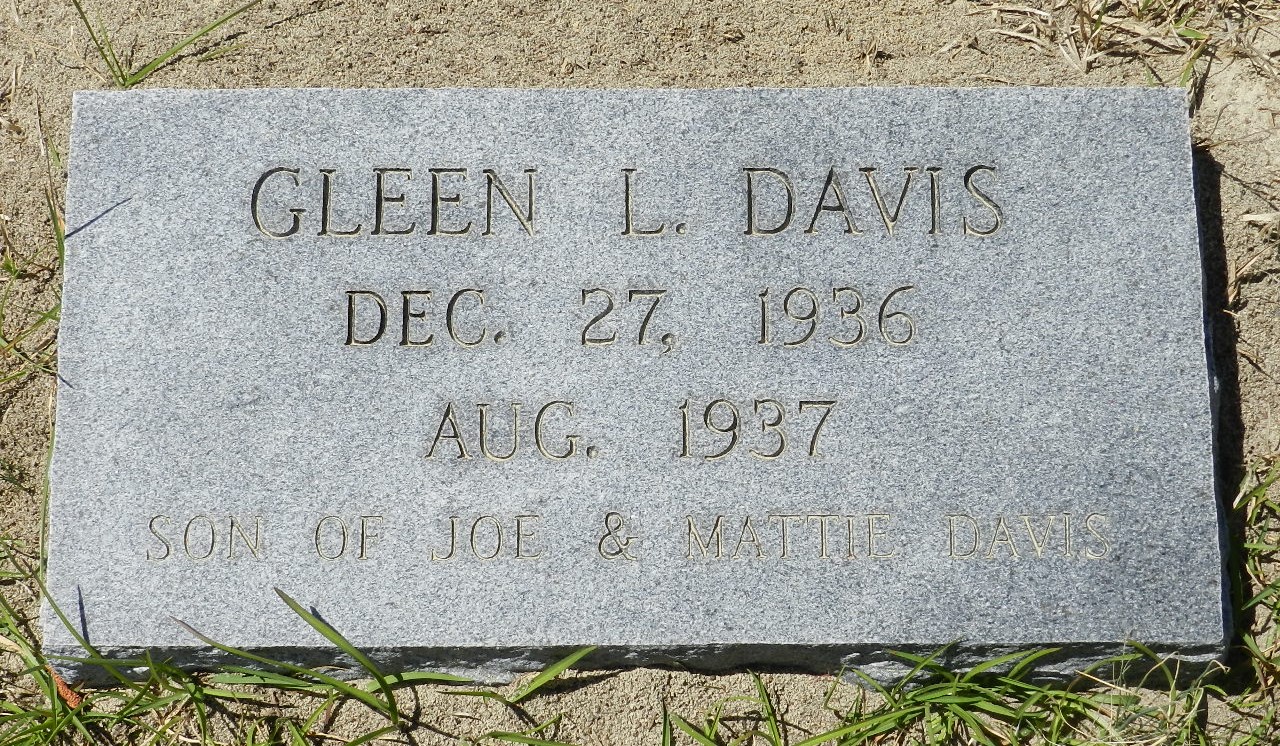 GLEEN L. DAVIS
DEC. 27, 1936
AUG. 1937
SON OF JOE & MATTIE DAVIS